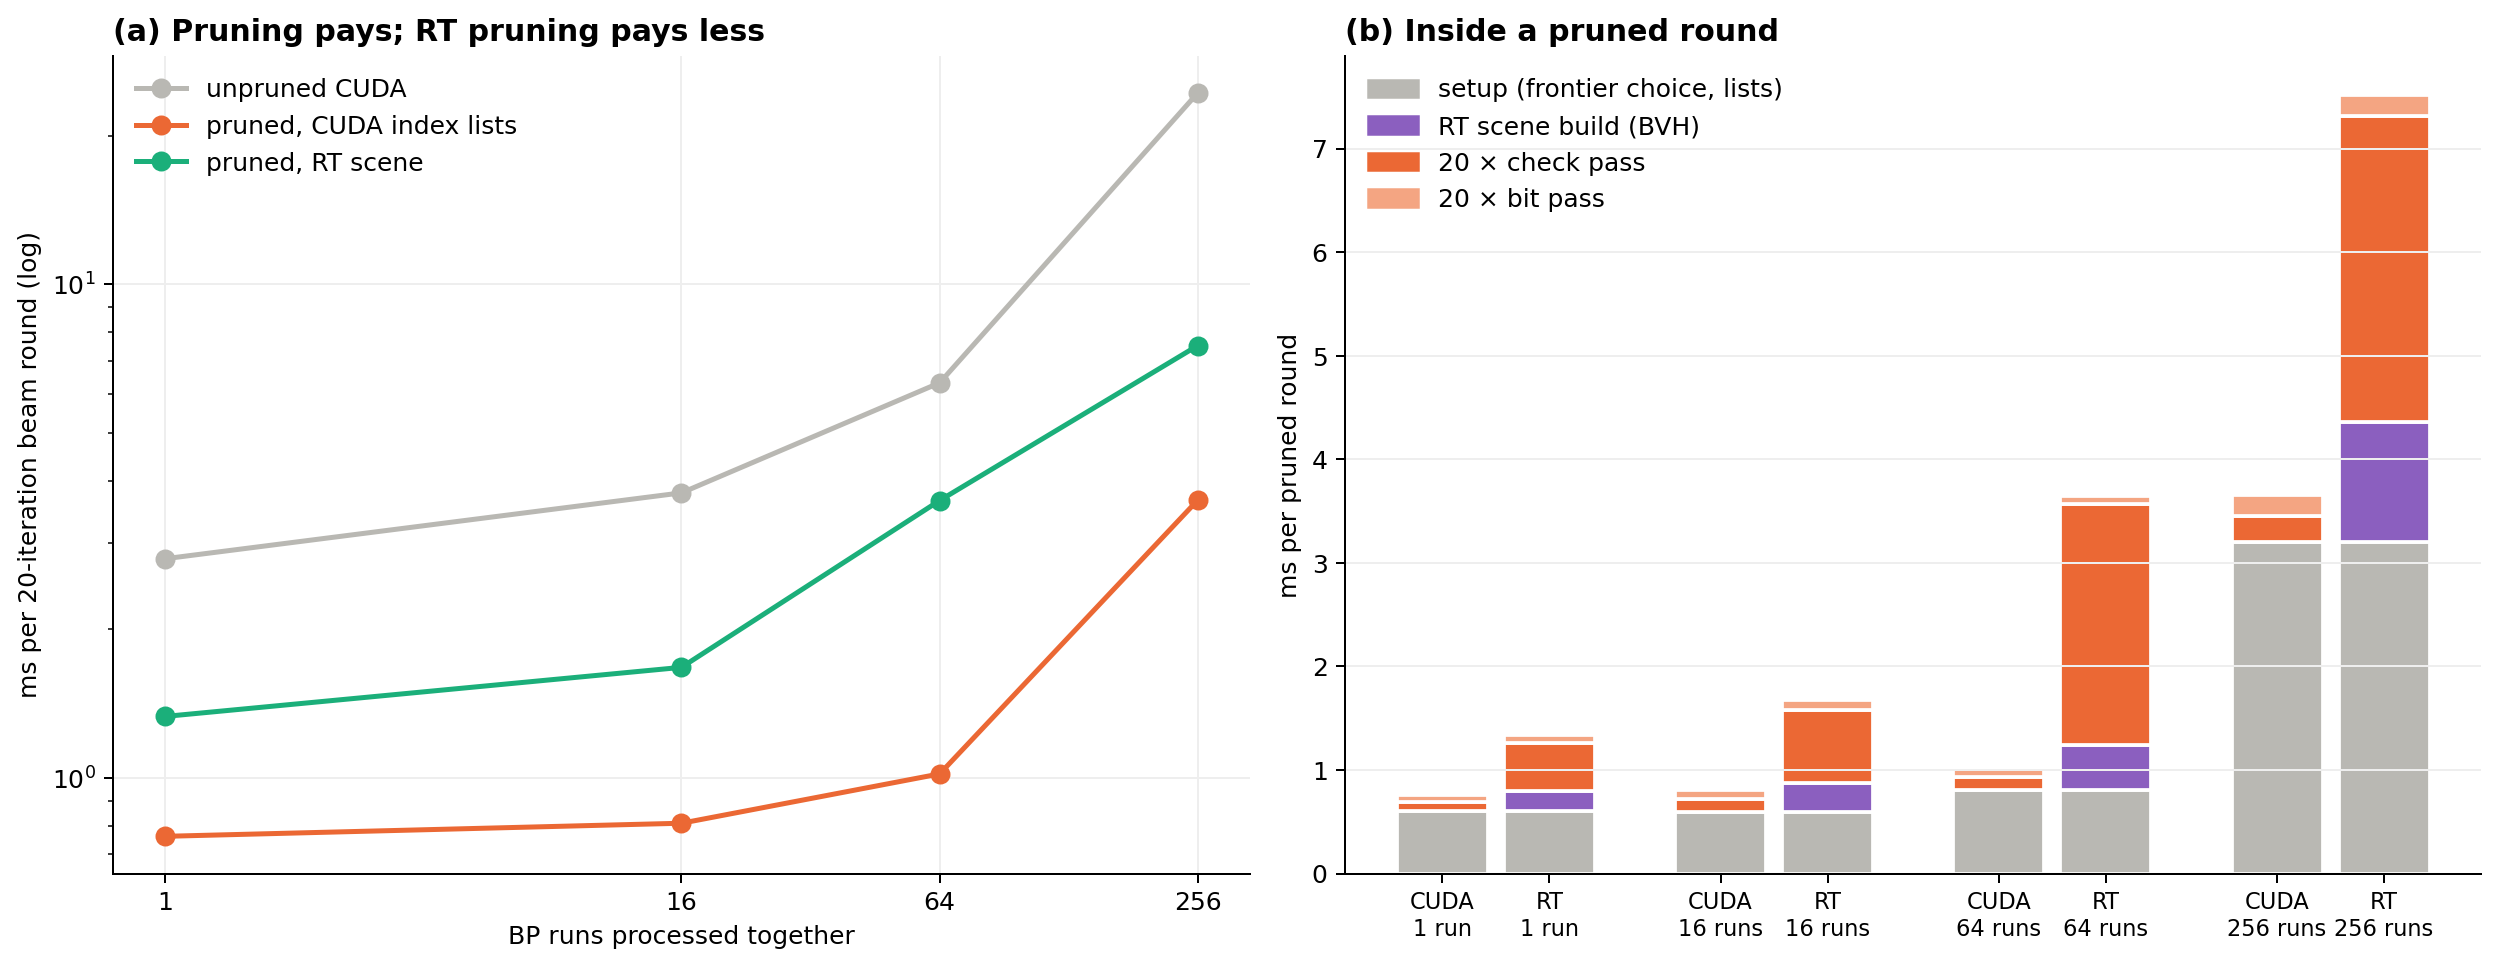 (a) Pruning pays; RT pruning pays less
unpruned CUDA
pruned, CUDA index lists
pruned, RT scene
ms per 20-iteration beam round (log)
10¹
10⁰
1
16
64
256
BP runs processed together
(b) Inside a pruned round
setup (frontier choice, lists)
RT scene build (BVH)
20 × check pass
20 × bit pass
ms per pruned round
7
6
5
4
3
2
1
0
CUDA
1 run
RT
1 run
CUDA
16 runs
RT
16 runs
CUDA
64 runs
RT
64 runs
CUDA
256 runs
RT
256 runs